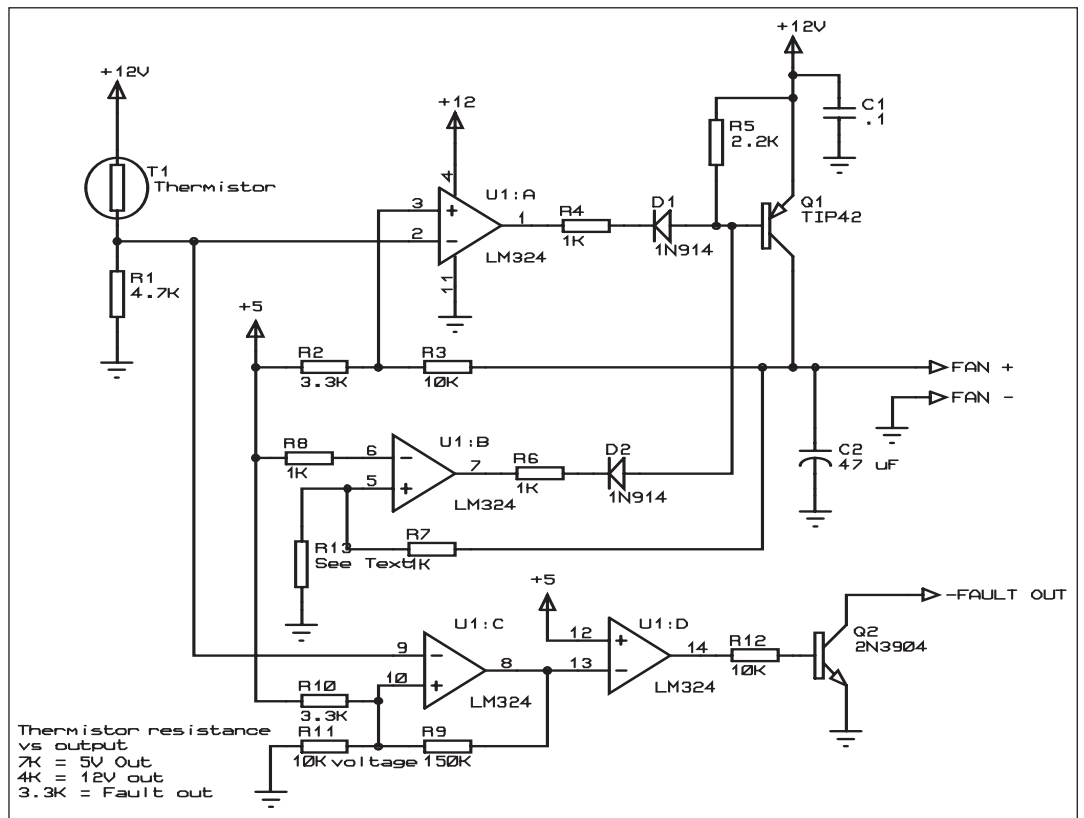 +12V
+12V
+12
C1
.1
R5
2.2K
T1
Thermistor
4
U1:A
3
+
2
-
1
R4
1K
D1
1N914
Q1
TIP42
LM324
11
R1
4.7K
+5
R2
3.3K
R3
10K
FAN +
FAN -
R8
1K
6
-
5
+
U1:B
7
LM324
R6
1K
D2
1N914
C2
47 uF
R13
See Text
R7
1K
+5
-FAULT OUT
U1:C
9
-
10
+
8
LM324
12
+
13
-
U1:D
14
LM324
R12
10K
Q2
2N3904
R10
3.3K
R11
10K
R9
150K
Thermistor resistance
vs output
voltage
7K = 5V Out
4K = 12V out
3.3K = Fault out